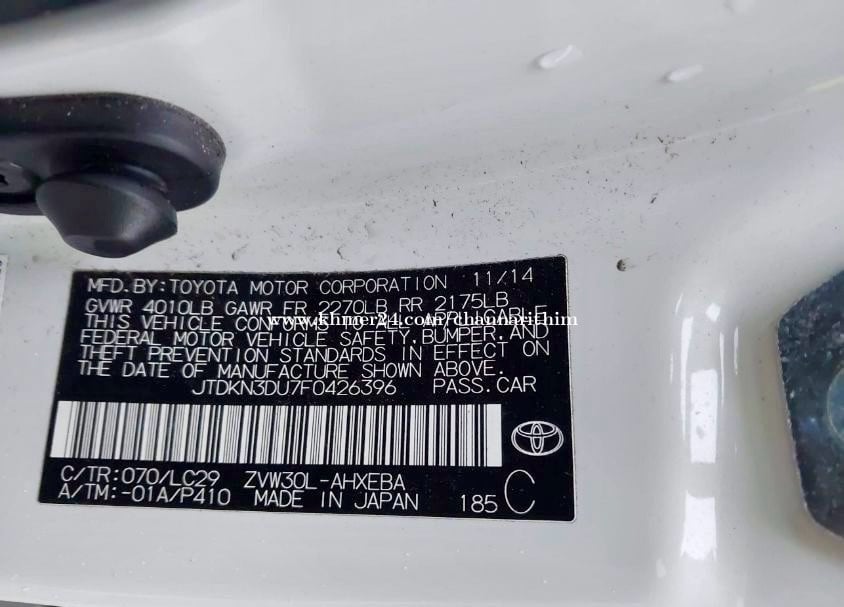 MFD. BY: TOYOTA MOTOR CORPORATION 11/14
GVWR 4010LB GAWR FR 2270LB RR 2175LB
THIS VEHICLE CONFORMS TO ALL APPLICABLE
www.khmer24.com/chaunarithim
FEDERAL MOTOR VEHICLE SAFETY, BUMPER, AND
THEFT PREVENTION STANDARDS IN EFFECT ON
THE DATE OF MANUFACTURE SHOWN ABOVE.
JTDKN3DU7F0426396 PASS. CAR
C/TR: 070/LC29 ZVW30L-AHXEBA
A/TM: -01A/P410 MADE IN JAPAN 185 C